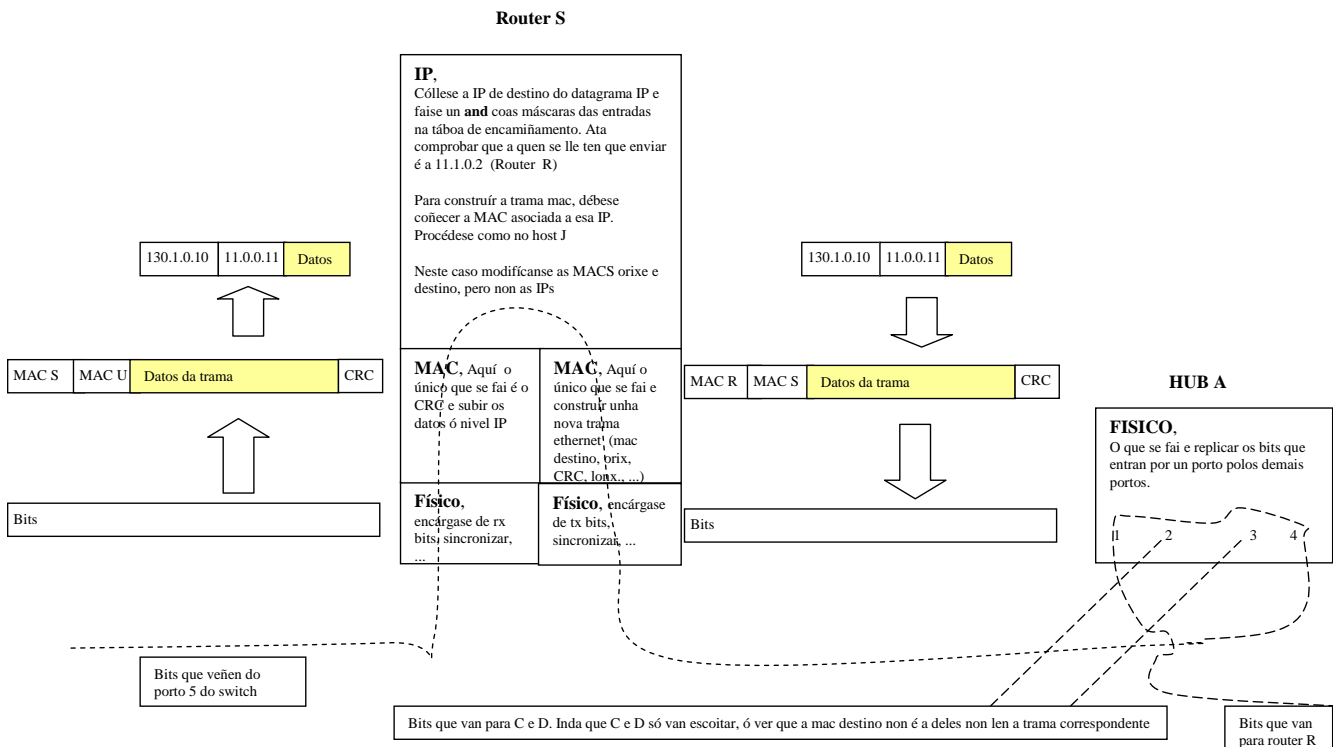 Router S
IP,
Cóllese a IP de destino do datagrama IP e
faise un and coas máscaras das entradas
na táboa de encamiñamento. Ata
comprobar que a quen se lle ten que enviar
é a 11.1.0.2 (Router R)
Para construír a trama mac, débese
coñecer a MAC asociada a esa IP.
Procédese como no host J
Neste caso modifícanse as MACS orixe e
destino, pero non as IPs
130.1.0.10 11.0.0.11 Datos
MAC S MAC U Datos da trama CRC
Bits
MAC, Aquí o
único que se fai é o
CRC e subir os
datos ó nivel IP
MAC, Aquí o
único que se fai e
construír unha
nova trama
ethernet (mac
destino, orix,
CRC, lonx., ...)
Físico,
encárgase de rx
bits, sincronizar,
...
Físico, encárgase
de tx bits,
sincronizar, ...
130.1.0.10 11.0.0.11 Datos
MAC R MAC S Datos da trama CRC
Bits
HUB A
FISICO,
O que se fai e replicar os bits que
entran por un porto polos demais
portos.
1 2 3 4
Bits que veñen do
porto 5 do switch
Bits que van para C e D. Inda que C e D só van escoitar, ó ver que a mac destino non é a deles non len a trama correspondente
Bits que van
para router R